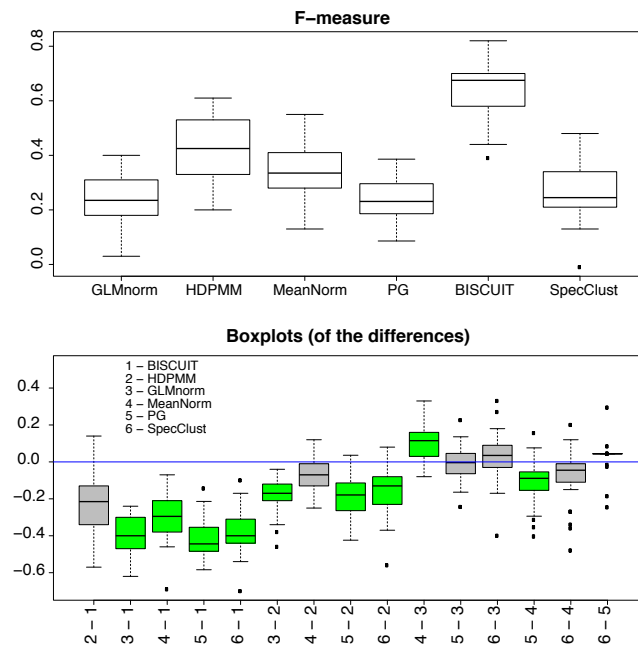 F−measure
0.8
0.6
0.4
0.2
0.0
GLMnorm HDPMM MeanNorm PG BISCUIT SpecClust
Boxplots (of the differences)
1 − BISCUIT
2 − HDPMM
3 − GLMnorm
4 − MeanNorm
5 − PG
6 − SpecClust
0.4
0.2
0.0
−0.2
−0.4
−0.6
2 − 1 3 − 1 4 − 1 5 − 1 6 − 1 3 − 2 4 − 2 5 − 2 6 − 2 4 − 3 5 − 3 6 − 3 5 − 4 6 − 4 6 − 5